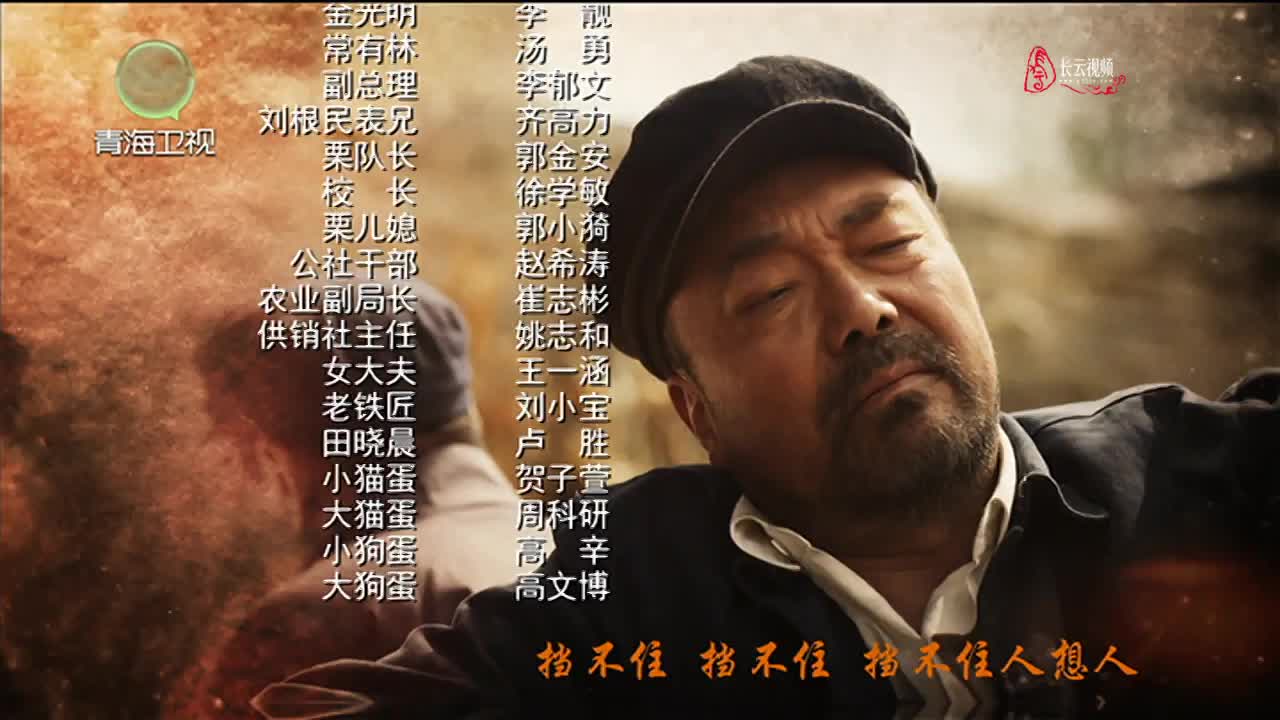 金光明 李 靓
常有林 汤 勇
副总理 李郁文
刘根民表兄 齐高力
栗队长 郭金安
校 长 徐学敏
栗儿媳 郭小漪
公社干部 赵希涛
农业副局长 崔志彬
供销社主任 姚志和
女大夫 王一涵
老铁匠 刘小宝
田晓晨 卢 胜
小猫蛋 贺子萱
大猫蛋 周科研
小狗蛋 高 辛
大狗蛋 高文博
青海卫视
长云视频
挡不住 挡不住 挡不住人想人